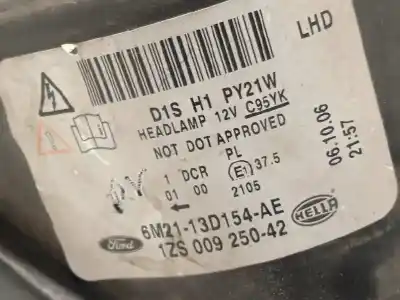 LHD
D1S H1 PY21W
HEADLAMP 12V C95YK
NOT DOT APPROVED
1 DCR PL
01 00 E1 37.5
2105
6M21-13D154-AE
Ford 1ZS 009 250-42 HELLA
06.10.06
21:57